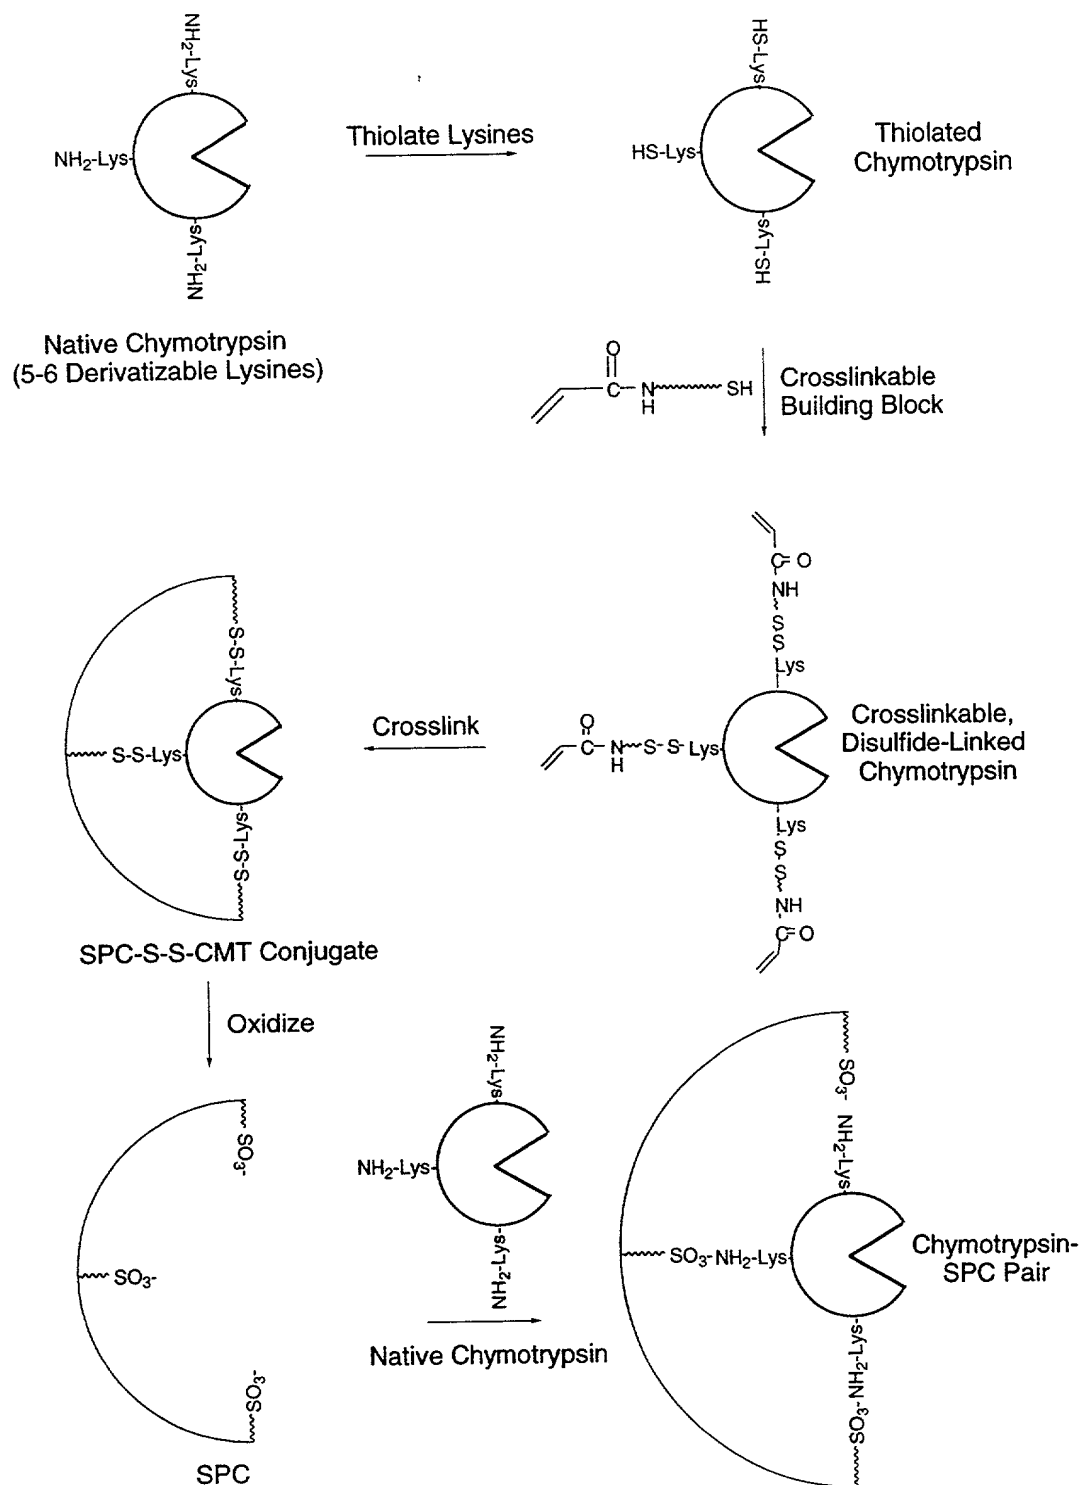 NH2-Lys-
HS-Lys-
NH2-Lys-
Thiolate Lysines
HS-Lys-
Thiolated
Chymotrypsin
NH2-Lys-
HS-Lys-
Native Chymotrypsin
(5-6 Derivatizable Lysines)
O
C
N
H
SH
Crosslinkable
Building Block
C=O
NH
S
S
Lys
S-S-Lys-
S-S-Lys-
S-S-Lys-
Crosslink
O
C
N
H
S-S-Lys-
Crosslinkable,
Disulfide-Linked
Chymotrypsin
Lys
S
S
NH
C=O
SPC-S-S-CMT Conjugate
Oxidize
SO3-
SO3-
SO3-
SPC
NH2-Lys-
NH2-Lys-
NH2-Lys-
Native Chymotrypsin
SO3- NH2-Lys-
SO3-NH2-Lys-
SO3-NH2-Lys-
Chymotrypsin-
SPC Pair